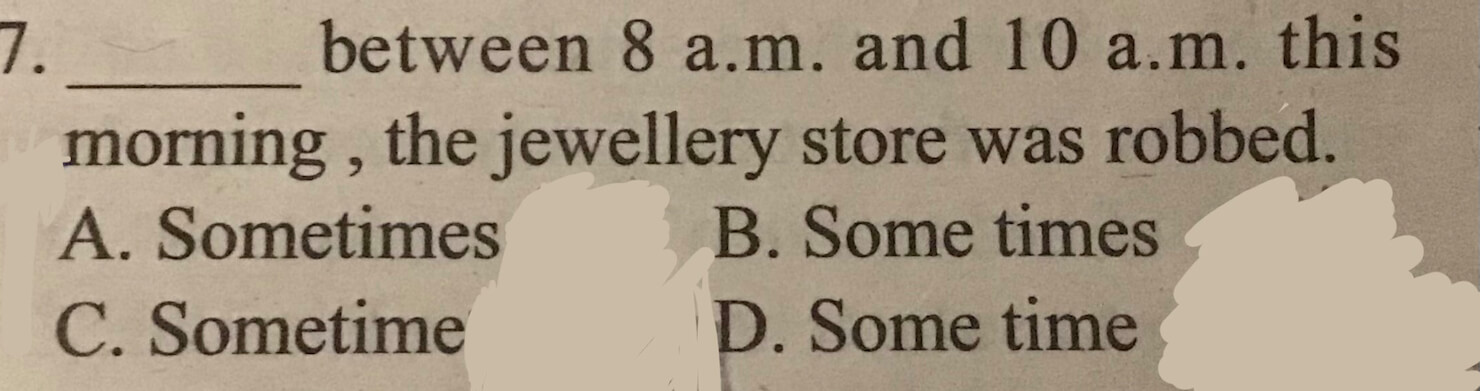 7. ______ between 8 a.m. and 10 a.m. this
morning , the jewellery store was robbed.
A. Sometimes B. Some times
C. Sometime D. Some time